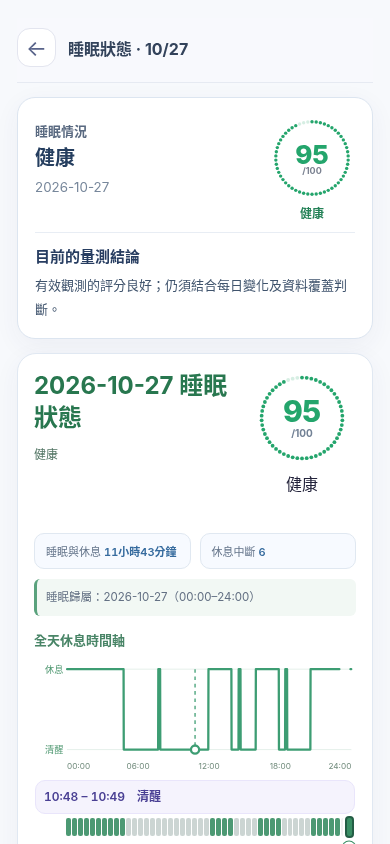 睡眠狀態 · 10/27
睡眠情況
健康
2026-10-27
95
/100
健康
目前的量測結論
有效觀測的評分良好；仍須結合每日變化及資料覆蓋判
斷。
2026-10-27 睡眠
狀態
健康
95
/100
健康
睡眠與休息 11小時43分鐘
休息中斷 6
睡眠歸屬：2026-10-27（00:00–24:00）
全天休息時間軸
休息
清醒
00:00 06:00 12:00 18:00 24:00
10:48 – 10:49 清醒